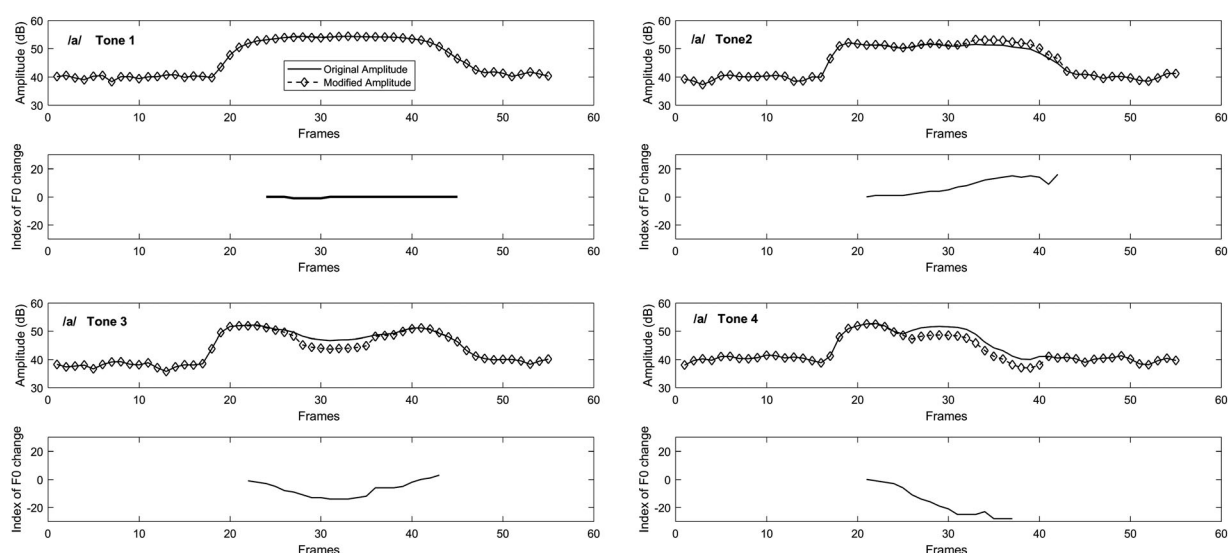 /a/ Tone 1
Amplitude (dB)
60
50
40
30
Original Amplitude
Modified Amplitude
0 10 20 30 40 50 60
Frames
Index of F0 change
20
0
-20
0 10 20 30 40 50 60
Frames
/a/ Tone2
Amplitude (dB)
60
50
40
30
0 10 20 30 40 50 60
Frames
Index of F0 change
20
0
-20
0 10 20 30 40 50 60
Frames
/a/ Tone 3
Amplitude (dB)
60
50
40
30
0 10 20 30 40 50 60
Frames
Index of F0 change
20
0
-20
0 10 20 30 40 50 60
Frames
/a/ Tone 4
Amplitude (dB)
60
50
40
30
0 10 20 30 40 50 60
Frames
Index of F0 change
20
0
-20
0 10 20 30 40 50 60
Frames